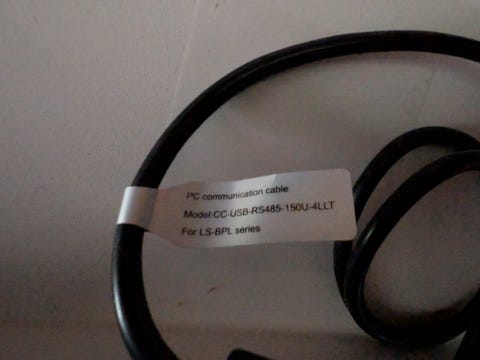 PC communication cable
Model:CC-USB-RS485-150U-4LLT
For LS-BPL series